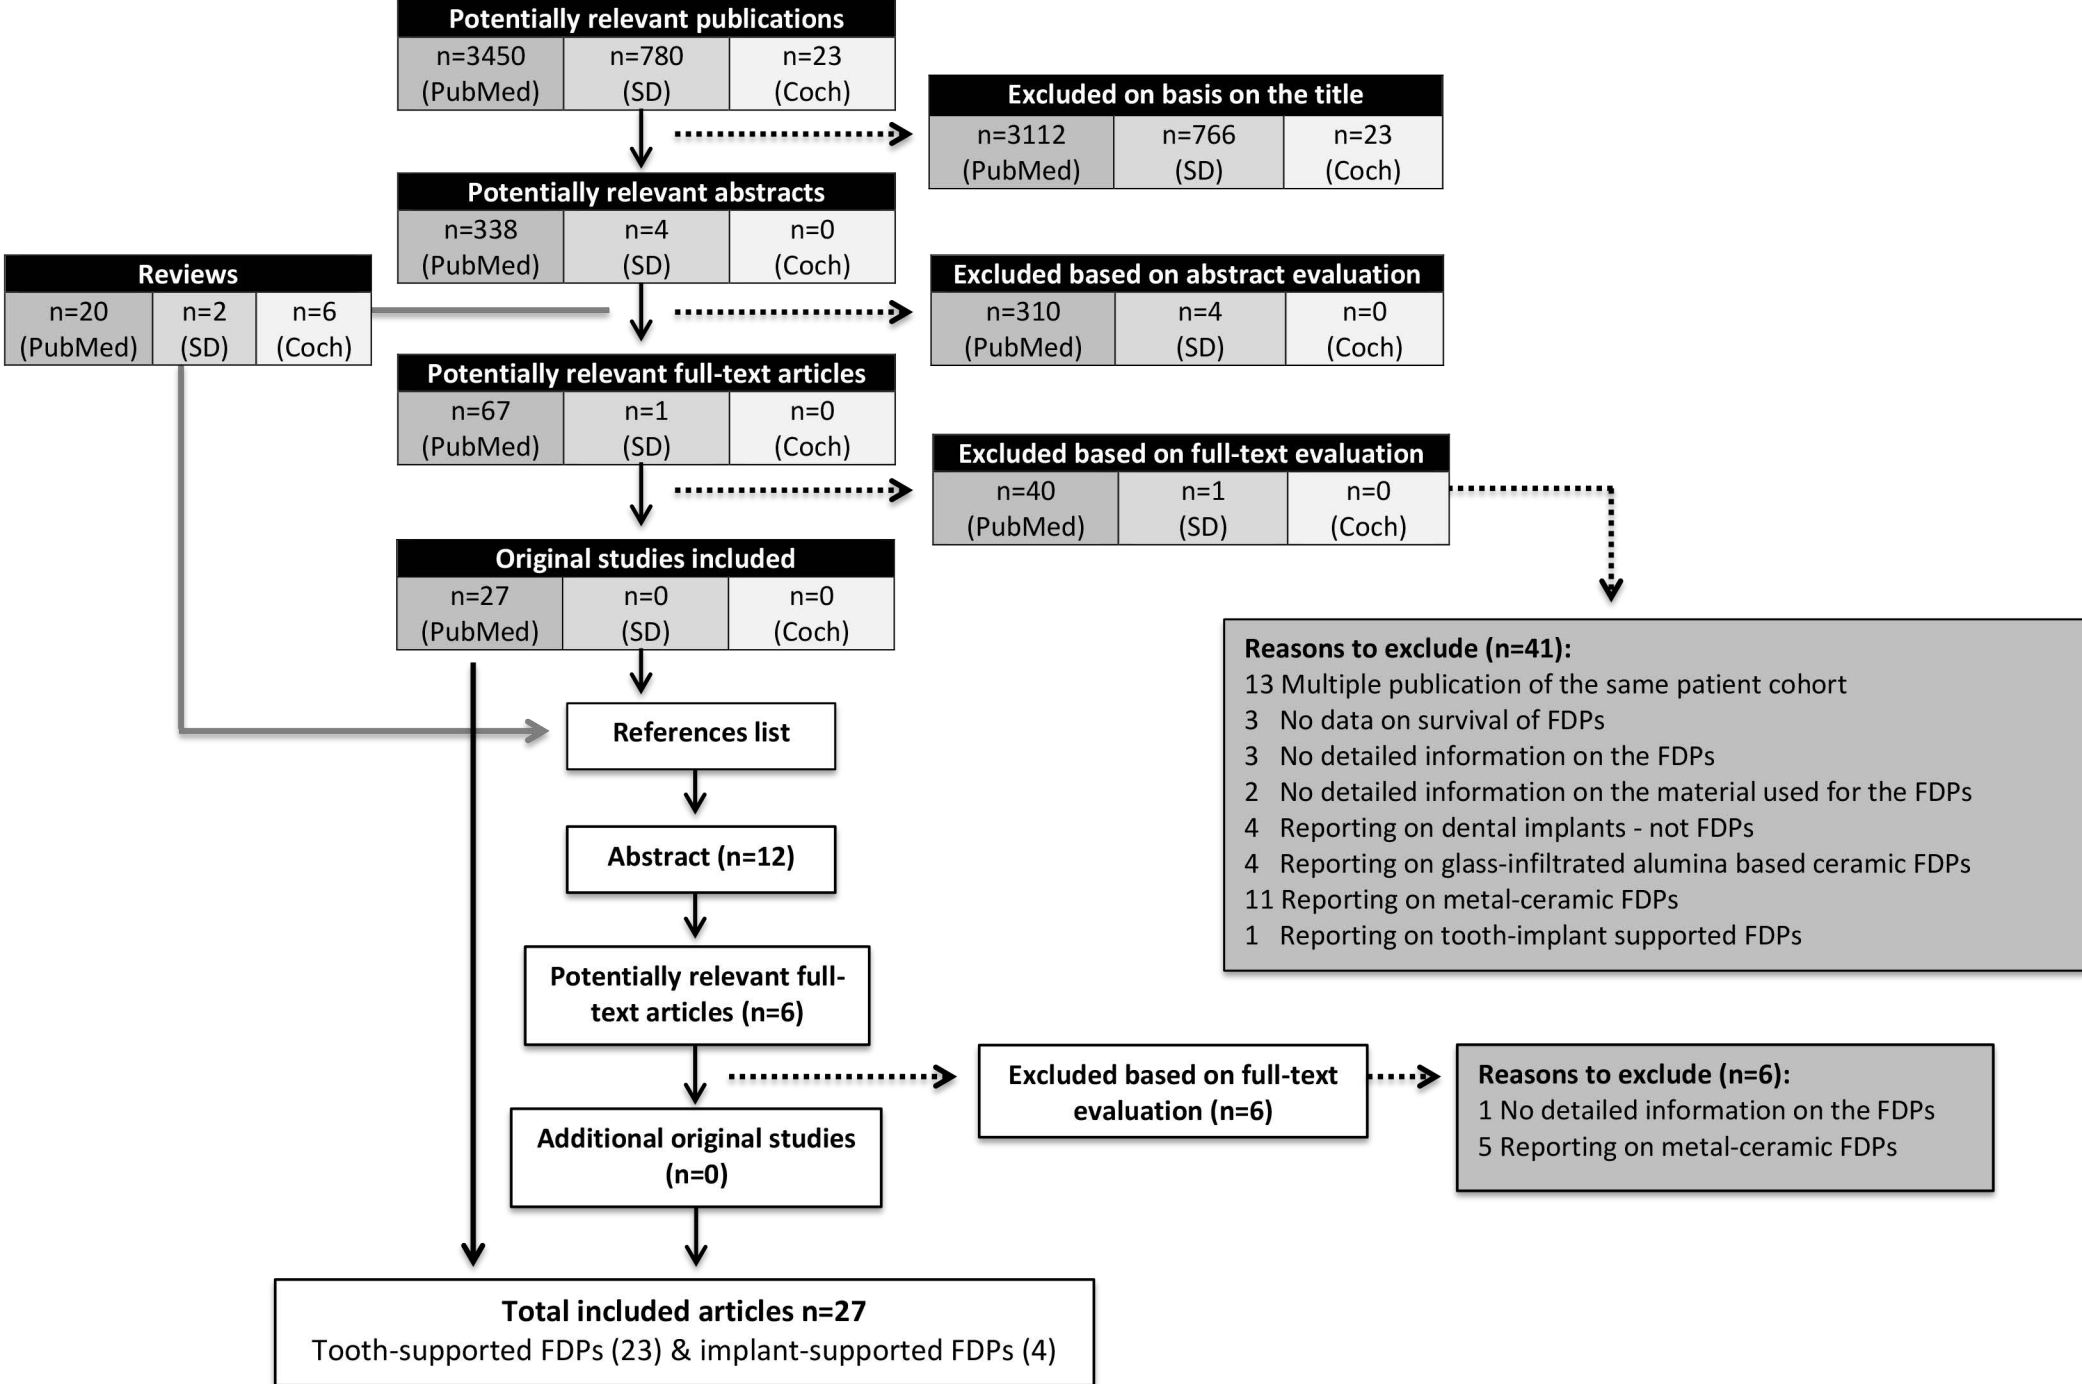 Potentially relevant publications
n=3450 n=780 n=23
(PubMed) (SD) (Coch)
Excluded on basis on the title
n=3112 n=766 n=23
(PubMed) (SD) (Coch)
Potentially relevant abstracts
n=338 n=4 n=0
(PubMed) (SD) (Coch)
Reviews
n=20 n=2 n=6
(PubMed) (SD) (Coch)
Excluded based on abstract evaluation
n=310 n=4 n=0
(PubMed) (SD) (Coch)
Potentially relevant full-text articles
n=67 n=1 n=0
(PubMed) (SD) (Coch)
Excluded based on full-text evaluation
n=40 n=1 n=0
(PubMed) (SD) (Coch)
Original studies included
n=27 n=0 n=0
(PubMed) (SD) (Coch)
Reasons to exclude (n=41):
13 Multiple publication of the same patient cohort
3 No data on survival of FDPs
3 No detailed information on the FDPs
2 No detailed information on the material used for the FDPs
4 Reporting on dental implants - not FDPs
4 Reporting on glass-infiltrated alumina based ceramic FDPs
11 Reporting on metal-ceramic FDPs
1 Reporting on tooth-implant supported FDPs
References list
Abstract (n=12)
Potentially relevant full-
text articles (n=6)
Excluded based on full-text
evaluation (n=6)
Reasons to exclude (n=6):
1 No detailed information on the FDPs
5 Reporting on metal-ceramic FDPs
Additional original studies
(n=0)
Total included articles n=27
Tooth-supported FDPs (23) & implant-supported FDPs (4)